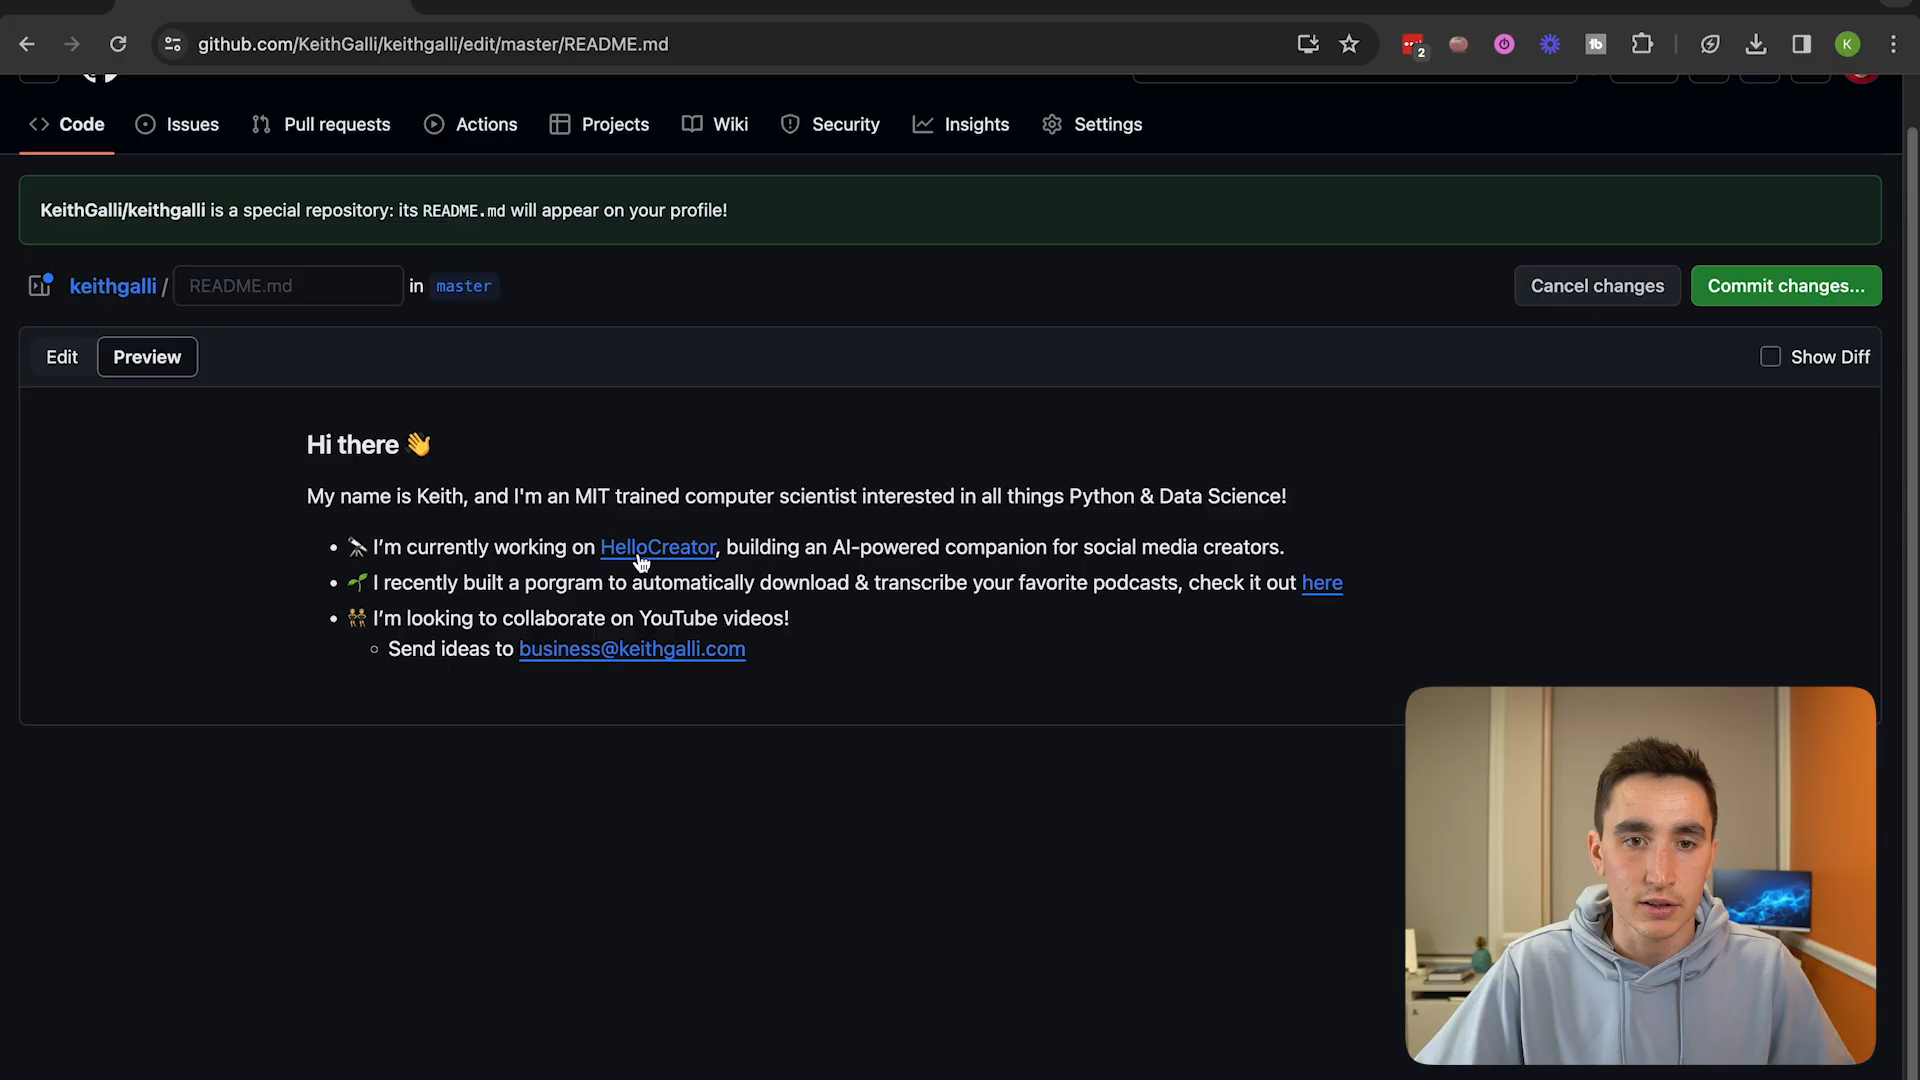 github.com/KeithGalli/keithgalli/edit/master/README.md
2
tb
K
Code
Issues
Pull requests
Actions
Projects
Wiki
Security
Insights
Settings
KeithGalli/keithgalli is a special repository: its README.md will appear on your profile!
keithgalli / README.md in master
Cancel changes
Commit changes...
Edit
Preview
Show Diff
Hi there 👋
My name is Keith, and I'm an MIT trained computer scientist interested in all things Python & Data Science!
• 🔭 I’m currently working on HelloCreator, building an AI-powered companion for social media creators.
• 🌱 I recently built a porgram to automatically download & transcribe your favorite podcasts, check it out here
• 👯 I’m looking to collaborate on YouTube videos!
◦ Send ideas to business@keithgalli.com